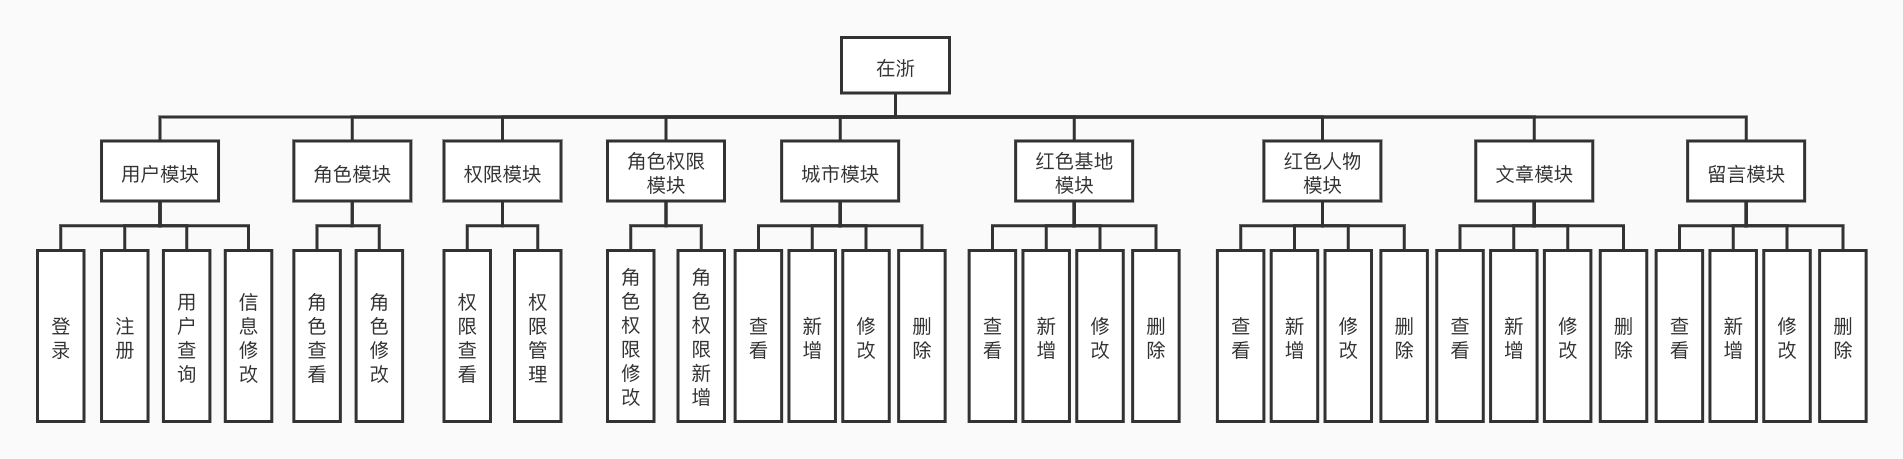 在浙
用户模块
角色模块
权限模块
角色权限
模块
城市模块
红色基地
模块
红色人物
模块
文章模块
留言模块
登录
注册
用户查询
信息修改
角色查看
角色修改
权限查看
权限管理
角色权限修改
角色权限新增
查看
新增
修改
删除
查看
新增
修改
删除
查看
新增
修改
删除
查看
新增
修改
删除
查看
新增
修改
删除